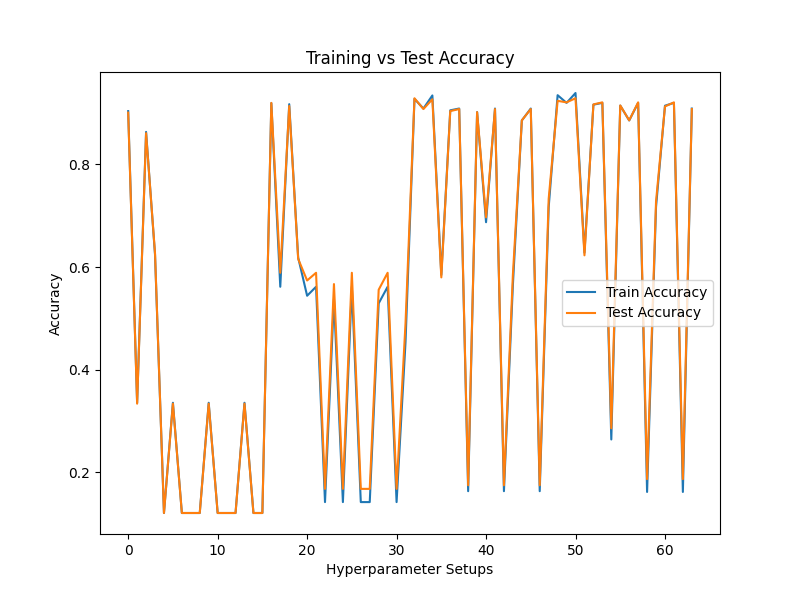 Training vs Test Accuracy
0.8
0.6
0.4
0.2
Accuracy
Train Accuracy
Test Accuracy
0 10 20 30 40 50 60
Hyperparameter Setups